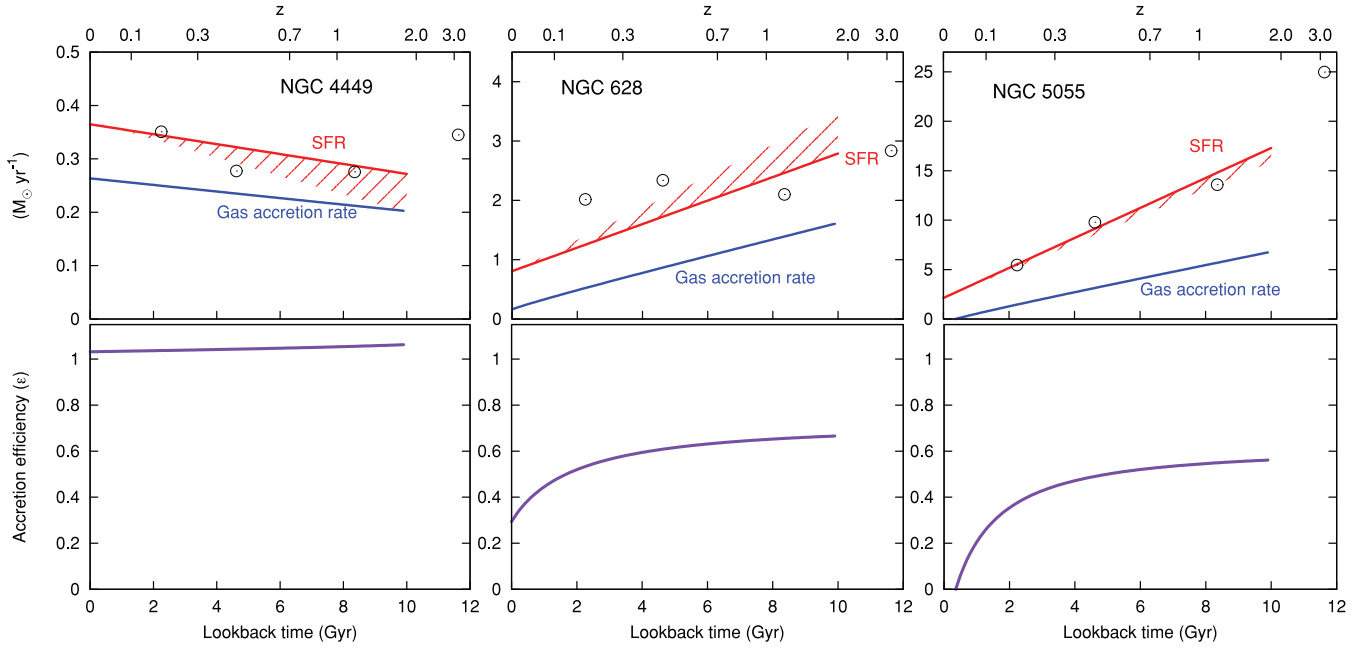 z z z
0 0.1 0.3 0.7 1 2.0 3.0 0 0.1 0.3 0.7 1 2.0 3.0 0 0.1 0.3 0.7 1 2.0 3.0
(M⊙ yr-1)
0.5
0.4
0.3
0.2
0.1
0
NGC 4449
SFR
Gas accretion rate
4
3
2
1
0
NGC 628
SFR
Gas accretion rate
25
20
15
10
5
0
NGC 5055
SFR
Gas accretion rate
Accretion efficiency (ε)
1
0.8
0.6
0.4
0.2
0
1
0.8
0.6
0.4
0.2
0
1
0.8
0.6
0.4
0.2
0
0 2 4 6 8 10 12 0 2 4 6 8 10 12 0 2 4 6 8 10 12
Lookback time (Gyr) Lookback time (Gyr) Lookback time (Gyr)